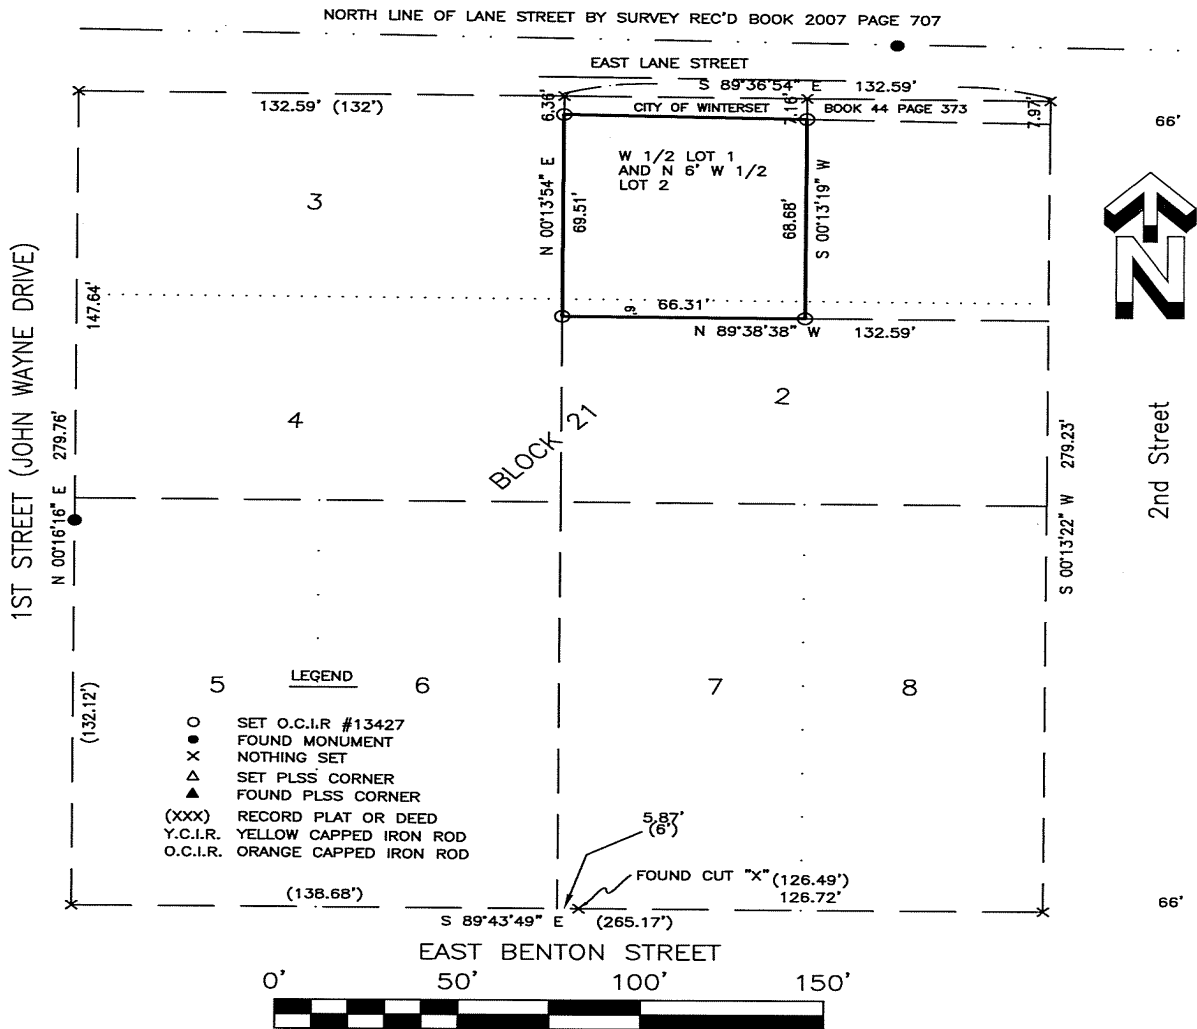 NORTH LINE OF LANE STREET BY SURVEY REC'D BOOK 2007 PAGE 707
EAST LANE STREET
S 89°36'54" E 132.59'
132.59' (132')
6.36'
CITY OF WINTERSET
7.16'
BOOK 44 PAGE 373
7.97'
66'
W 1/2 LOT 1
AND N 6' W 1/2
LOT 2
N 00°13'54" E
69.51'
68.68'
S 00°13'19" W
3
N
1ST STREET (JOHN WAYNE DRIVE)
147.64'
6'
66.31'
N 89°38'38" W 132.59'
4
2
BLOCK 21
N 00°16'16" E 279.76'
S 00°13'22" W 279.23'
2nd Street
(132.12')
5
LEGEND
6
7
8
SET O.C.I.R #13427
FOUND MONUMENT
NOTHING SET
SET PLSS CORNER
FOUND PLSS CORNER
(XXX) RECORD PLAT OR DEED
Y.C.I.R. YELLOW CAPPED IRON ROD
O.C.I.R. ORANGE CAPPED IRON ROD
5.87'
(6')
FOUND CUT "X" (126.49')
126.72'
(138.68')
66'
S 89°43'49" E (265.17')
EAST BENTON STREET
0' 50' 100' 150'